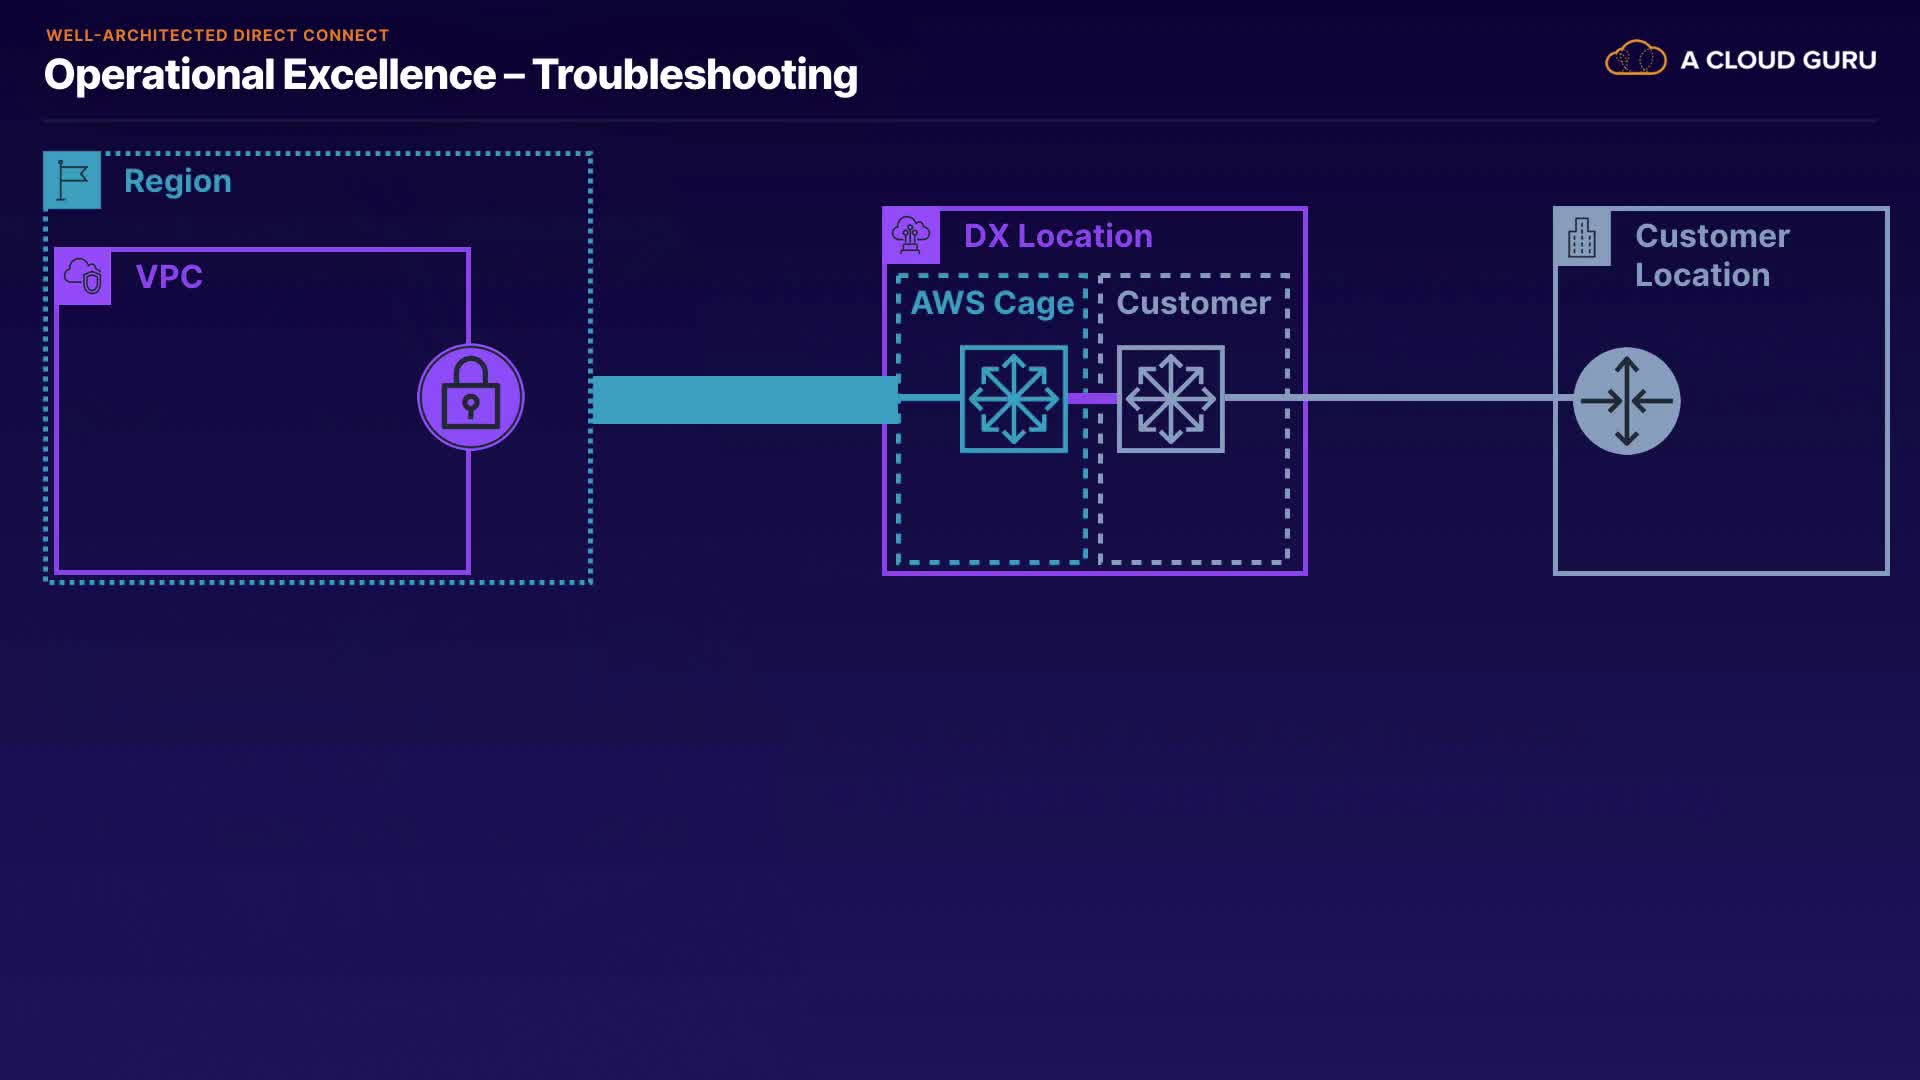 WELL-ARCHITECTED DIRECT CONNECT
Operational Excellence – Troubleshooting
A CLOUD GURU
Region
VPC
DX Location
AWS Cage
Customer
Customer
Location